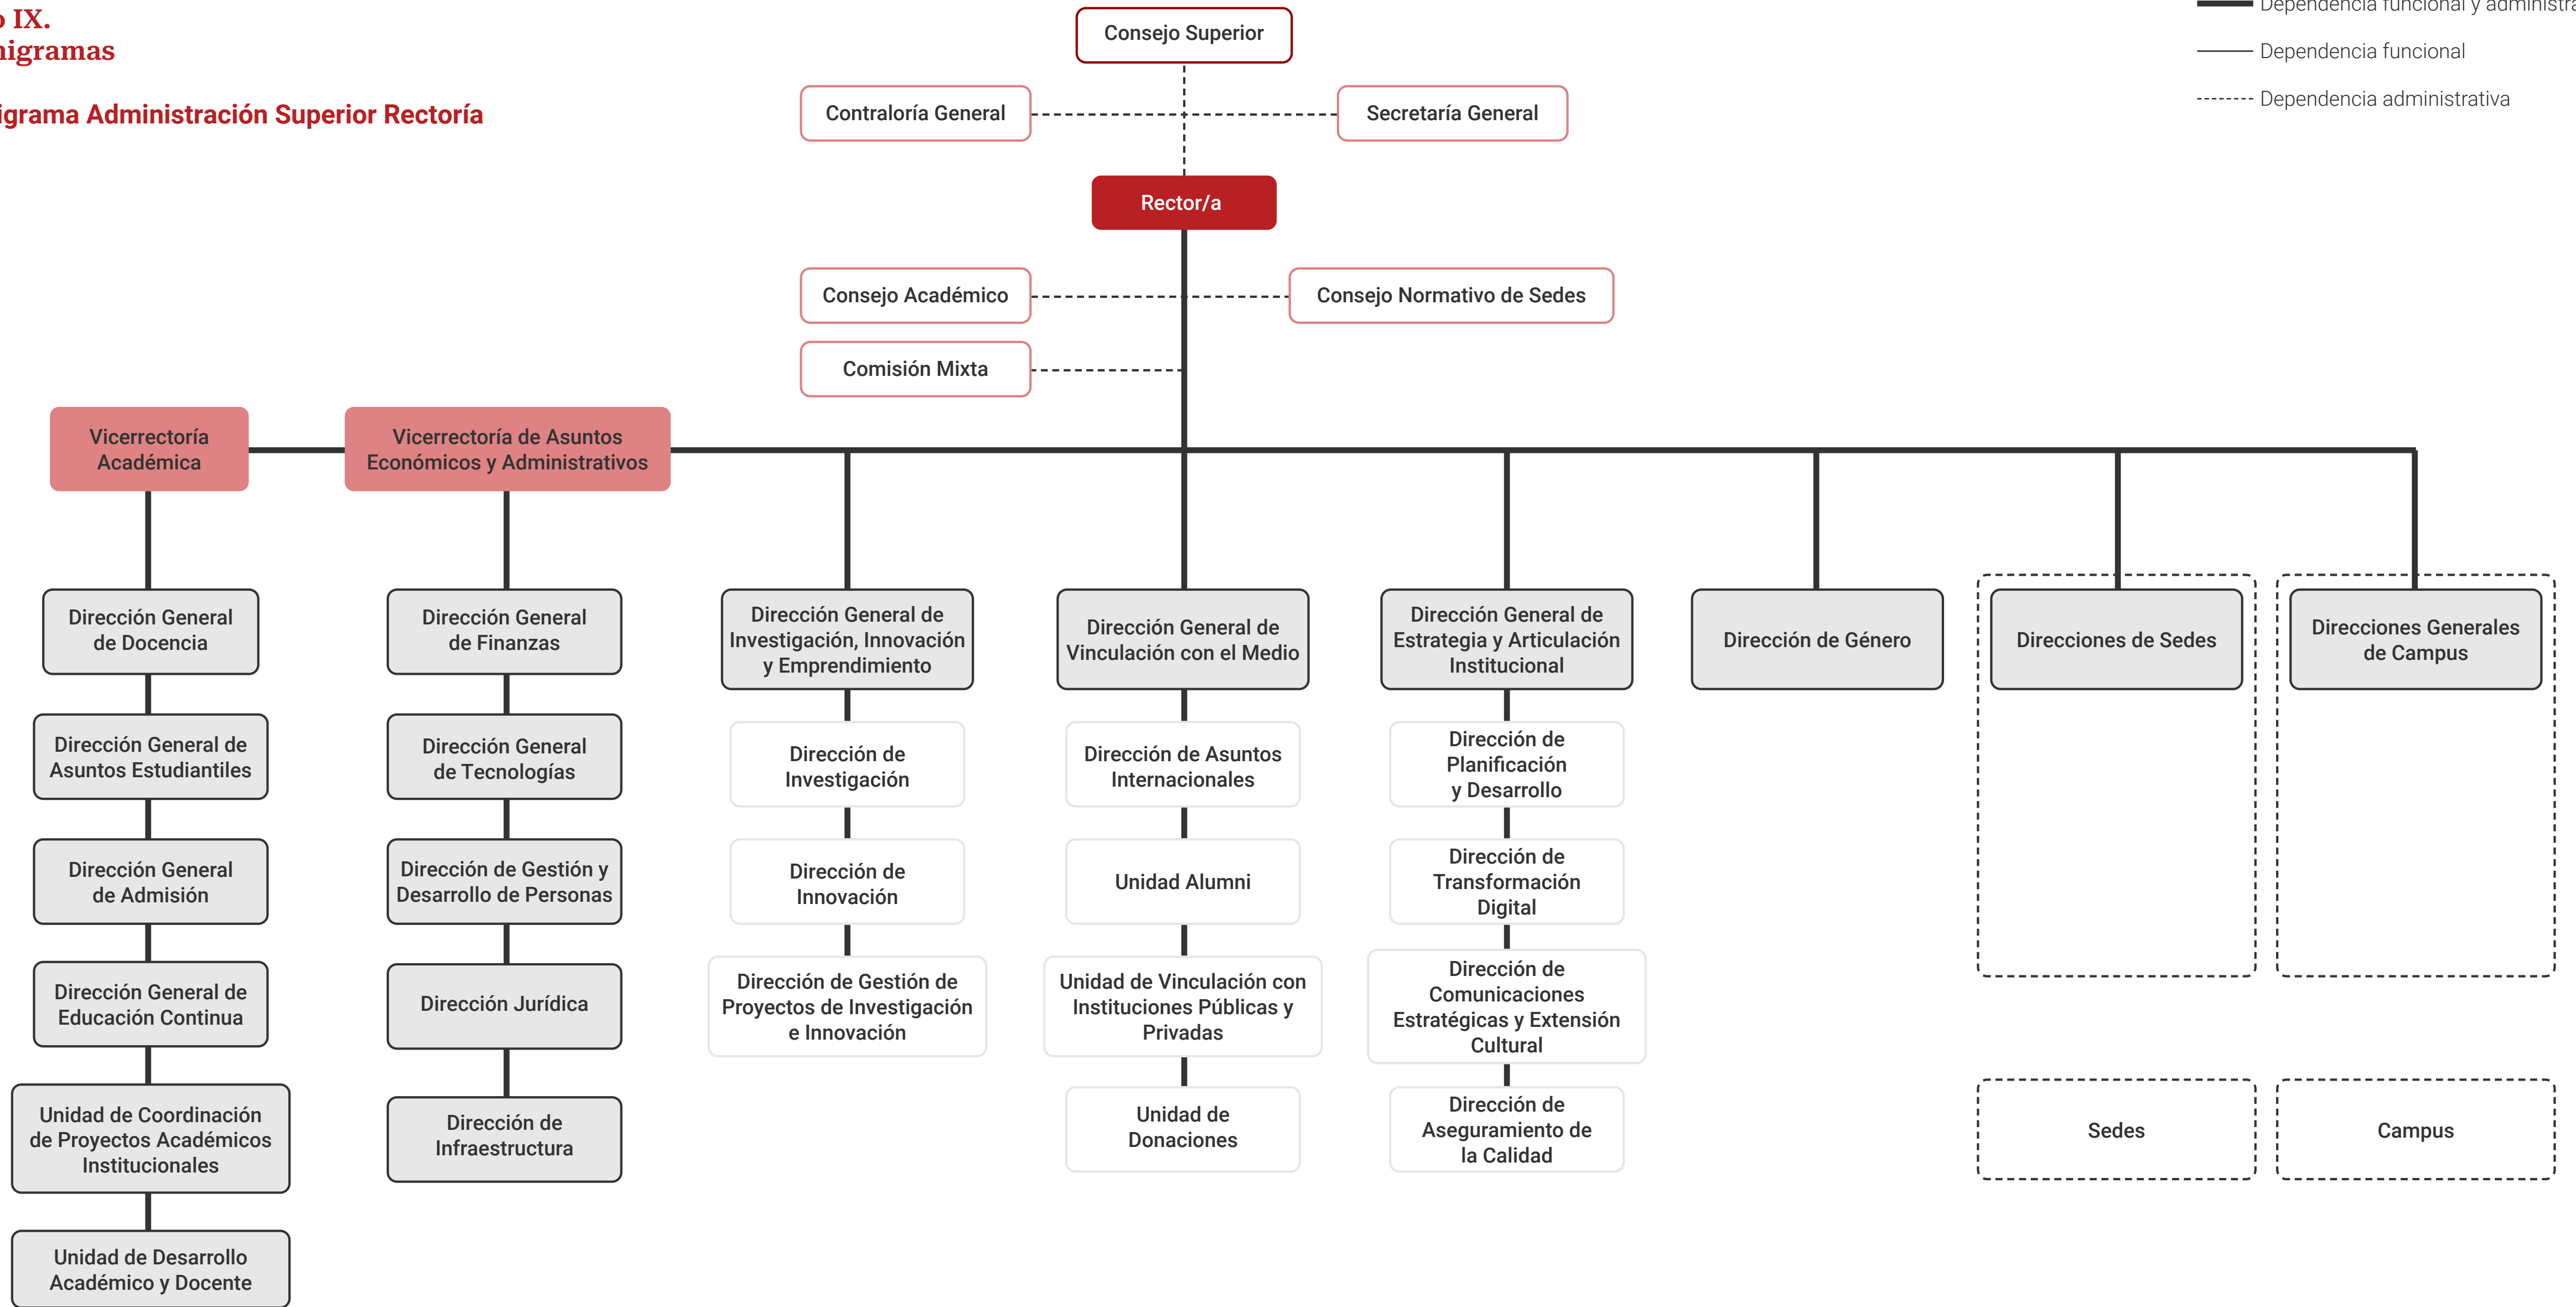 IX.
Administración Superior Rectoría
Dependencia funcional y
Dependencia funcional
Dependencia administrativa
Consejo Superior
Contraloría General
Secretaría General
Rector/a
Consejo Académico
Consejo Normativo de Sedes
Comisión Mixta
Vicerrectoría
Académica
Vicerrectoría de Asuntos
Económicos y Administrativos
Dirección General
de Docencia
Dirección General de
Asuntos Estudiantiles
Dirección General
de Admisión
Dirección General de
Educación Continua
Unidad de Coordinación
de Proyectos Académicos
Institucionales
Unidad de Desarrollo
Académico y Docente
Dirección General
de Finanzas
Dirección General
de Tecnologías
Dirección de Gestión y
Desarrollo de Personas
Dirección Jurídica
Dirección de
Infraestructura
Dirección General de
Investigación, Innovación
y Emprendimiento
Dirección de
Investigación
Dirección de
Innovación
Dirección de Gestión de
Proyectos de Investigación
e Innovación
Dirección General de
Vinculación con el Medio
Dirección de Asuntos
Internacionales
Unidad Alumni
Unidad de Vinculación con
Instituciones Públicas y
Privadas
Unidad de
Donaciones
Dirección General de
Estrategia y Articulación
Institucional
Dirección de
Planificación
y Desarrollo
Dirección de
Transformación
Digital
Dirección de
Comunicaciones
Estratégicas y Extensión
Cultural
Dirección de
Aseguramiento de
la Calidad
Dirección de Género
Direcciones de Sedes
Sedes
Direcciones Generales
de Campus
Campus